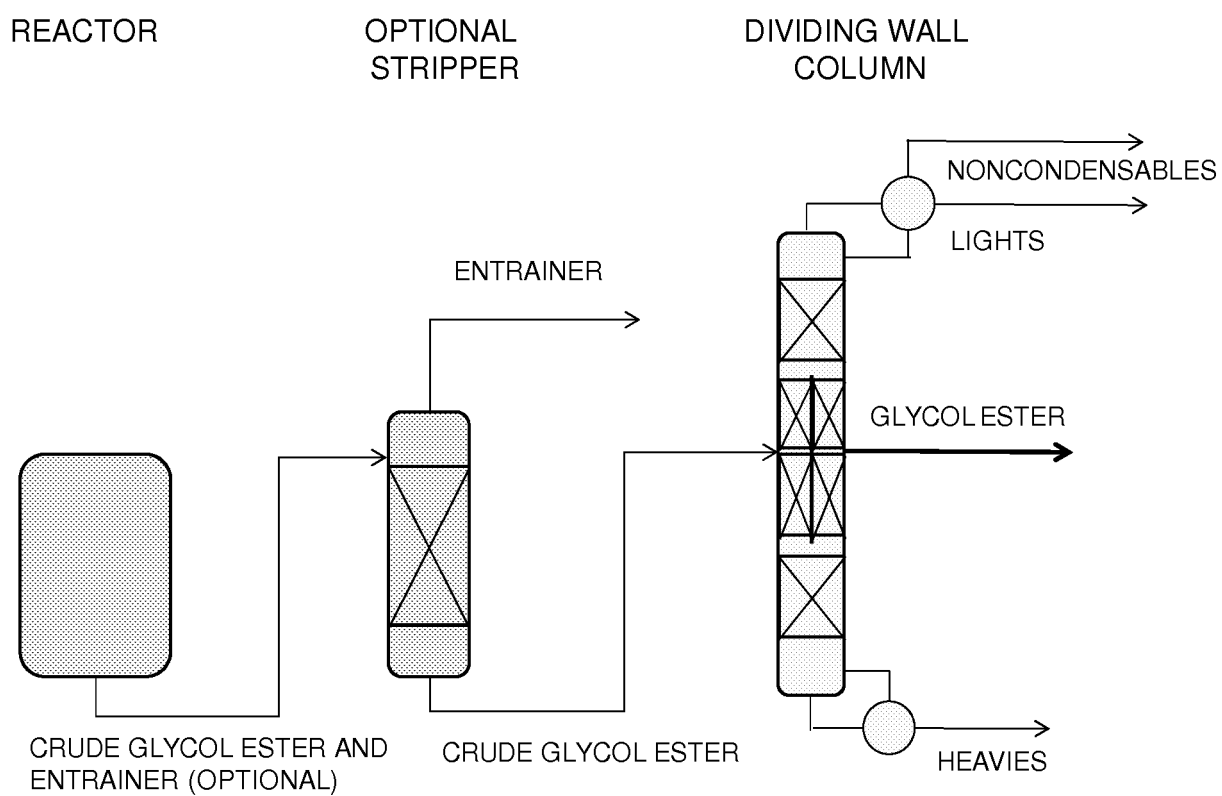 REACTOR
OPTIONAL
STRIPPER
DIVIDING WALL
COLUMN
NONCONDENSABLES
LIGHTS
ENTRAINER
GLYCOL ESTER
CRUDE GLYCOL ESTER AND
ENTRAINER (OPTIONAL)
CRUDE GLYCOL ESTER
HEAVIES